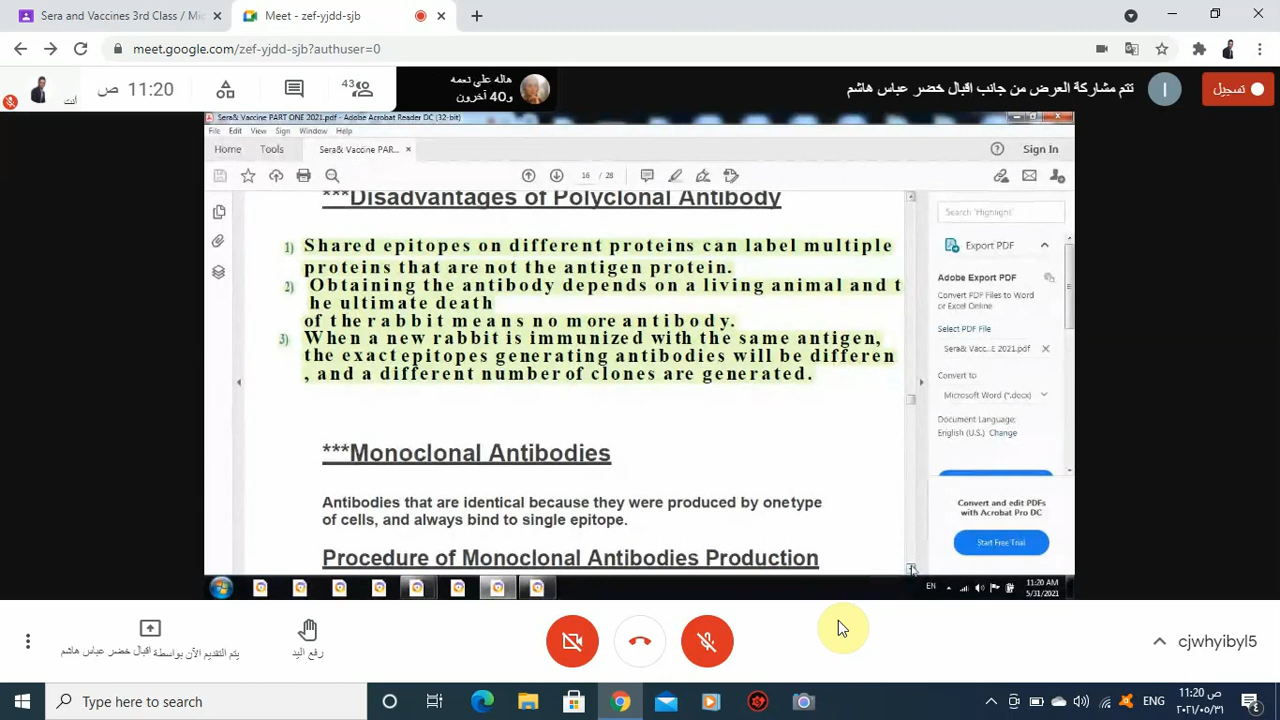 Sera and Vaccines 3rd Class / Mi
Meet - zef-yjdd-sjb
meet.google.com/zef-yjdd-sjb?authuser=0
أنت
11:20 ص
43
هاله علي نعمه
و40 آخرون
تتم مشاركة العرض من جانب اقبال خضر عباس هاشم
I
تسجيل
Sera& Vaccine PART ONE 2021.pdf - Adobe Acrobat Reader DC (32-bit)
File Edit View Sign Window Help
Home Tools Sera& Vaccine PAR... × Sign In
16 / 28
***Disadvantages of Polyclonal Antibody
1) Shared epitopes on different proteins can label multiple
proteins that are not the antigen protein.
2) Obtaining the antibody depends on a living animal and t
he ultimate death
of the rabbit means no more antibody.
3) When a new rabbit is immunized with the same antigen,
the exact epitopes generating antibodies will be differen
, and a different number of clones are generated.
***Monoclonal Antibodies
Antibodies that are identical because they were produced by onetype
of cells, and always bind to single epitope.
Procedure of Monoclonal Antibodies Production
Search 'Highlights'
Export PDF
Adobe Export PDF
Convert PDF Files to Word
or Excel Online
Select PDF File
Sera& Vacc...E 2021.pdf ×
Convert to
Microsoft Word (*.docx)
Document Language:
English (U.S.) Change
Convert and edit PDFs
with Acrobat Pro DC
Start Free Trial
EN
11:20 AM
5/31/2021
يتم التقديم الآن بواسطة اقبال خضر عباس هاشم
رفع اليد
cjwhyibyl5
Type here to search
ENG
11:20 ص
٢٠٢١/٠٥/٣١